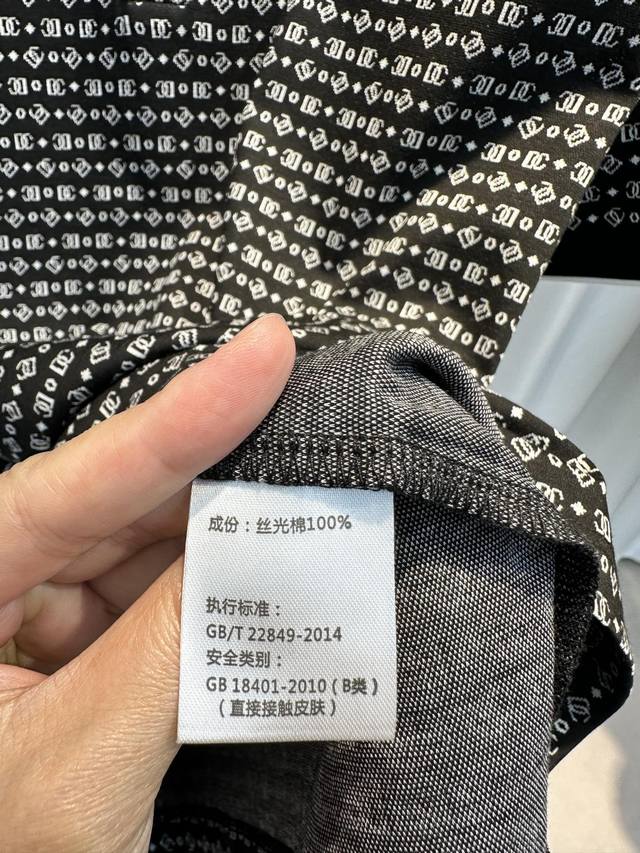 成份：丝光棉100%
执行标准：
GB/T 22849-2014
安全类别：
GB 18401-2010（B类）
（直接接触皮肤）